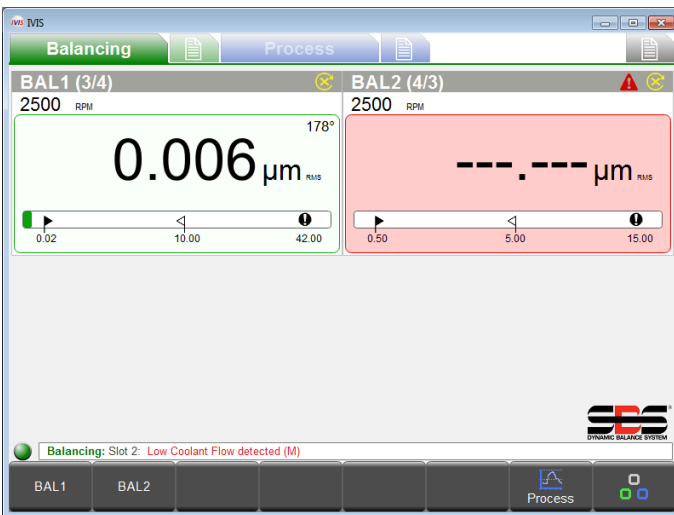 IVIS IVIS
Balancing Process
BAL1 (3/4)
2500 RPM
178°
0.006 µm RMS
0.02 10.00 42.00
BAL2 (4/3)
2500 RPM
---.--- µm RMS
0.50 5.00 15.00
SBS
DYNAMIC BALANCE SYSTEM
Balancing: Slot 2: Low Coolant Flow detected (M)
BAL1 BAL2 Process